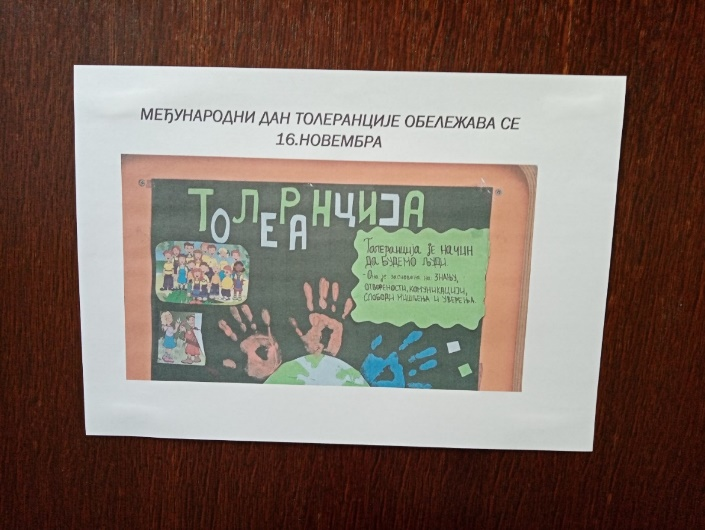 МЕЂУНАРОДНИ ДАН ТОЛЕРАНЦИЈЕ ОБЕЛЕЖАВА СЕ
16.НОВЕМБРА
ТОЛЕРАНЦИЈА
Толеранција је начин
да будемо људи.
-Она је заснована на знању,
отворености, комуникацији,
слободи мишљења и уверења